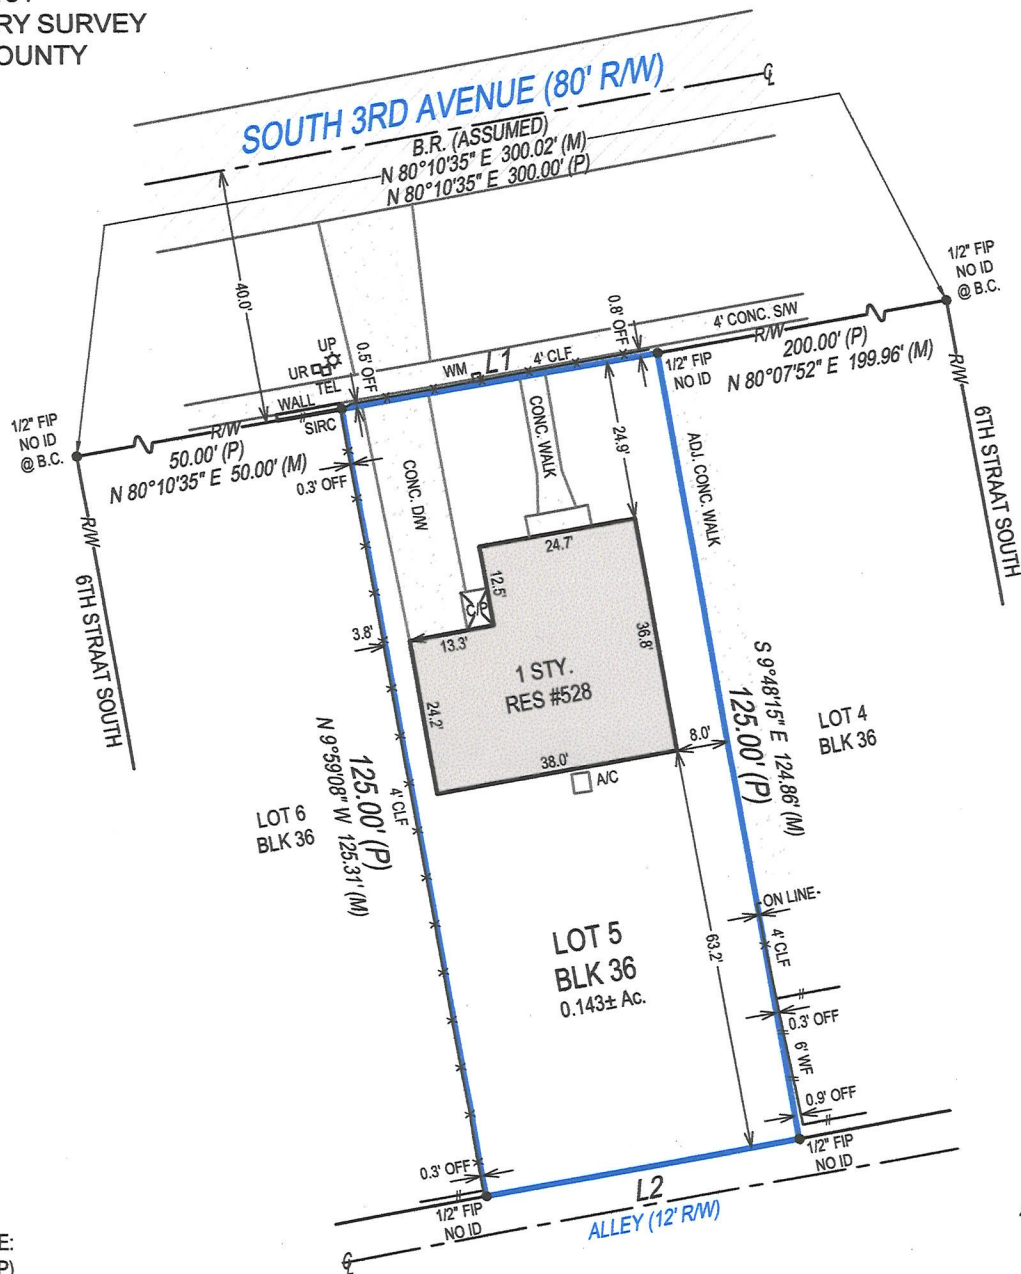 RY SURVEY
OUNTY
SOUTH 3RD AVENUE (80' R/W)
B.R. (ASSUMED)
N 80°10'35" E 300.02' (M)
N 80°10'35" E 300.00' (P)
40.0'
1/2" FIP
NO ID
@ B.C.
UP
UR
TEL
WALL
SIRC
0.5' OFF
WM
L1
4' CLF
0.8' OFF
4' CONC. S/W
R/W
200.00' (P)
N 80°07'52" E 199.96' (M)
1/2" FIP
NO ID
1/2" FIP
NO ID
@ B.C.
R/W
50.00' (P)
N 80°10'35" E 50.00' (M)
0.3' OFF
R/W
6TH STRAAT SOUTH
R/W
6TH STRAAT SOUTH
CONC. D/W
CONC. WALK
24.9'
ADJ. CONC. WALK
24.7'
12.5'
C/P
13.3'
3.8'
36.8'
1 STY.
RES #528
24.2'
38.0'
A/C
8.0'
S 9°48'15" E 124.86' (M)
125.00' (P)
LOT 4
BLK 36
LOT 6
BLK 36
N 9°59'08" W 125.31' (M)
125.00' (P)
4' CLF
LOT 5
BLK 36
0.143± Ac.
63.2'
ON LINE
4' CLF
0.3' OFF
6' WF
0.9' OFF
1/2" FIP
NO ID
0.3' OFF
1/2" FIP
NO ID
L2
ALLEY (12' R/W)
E:
P)